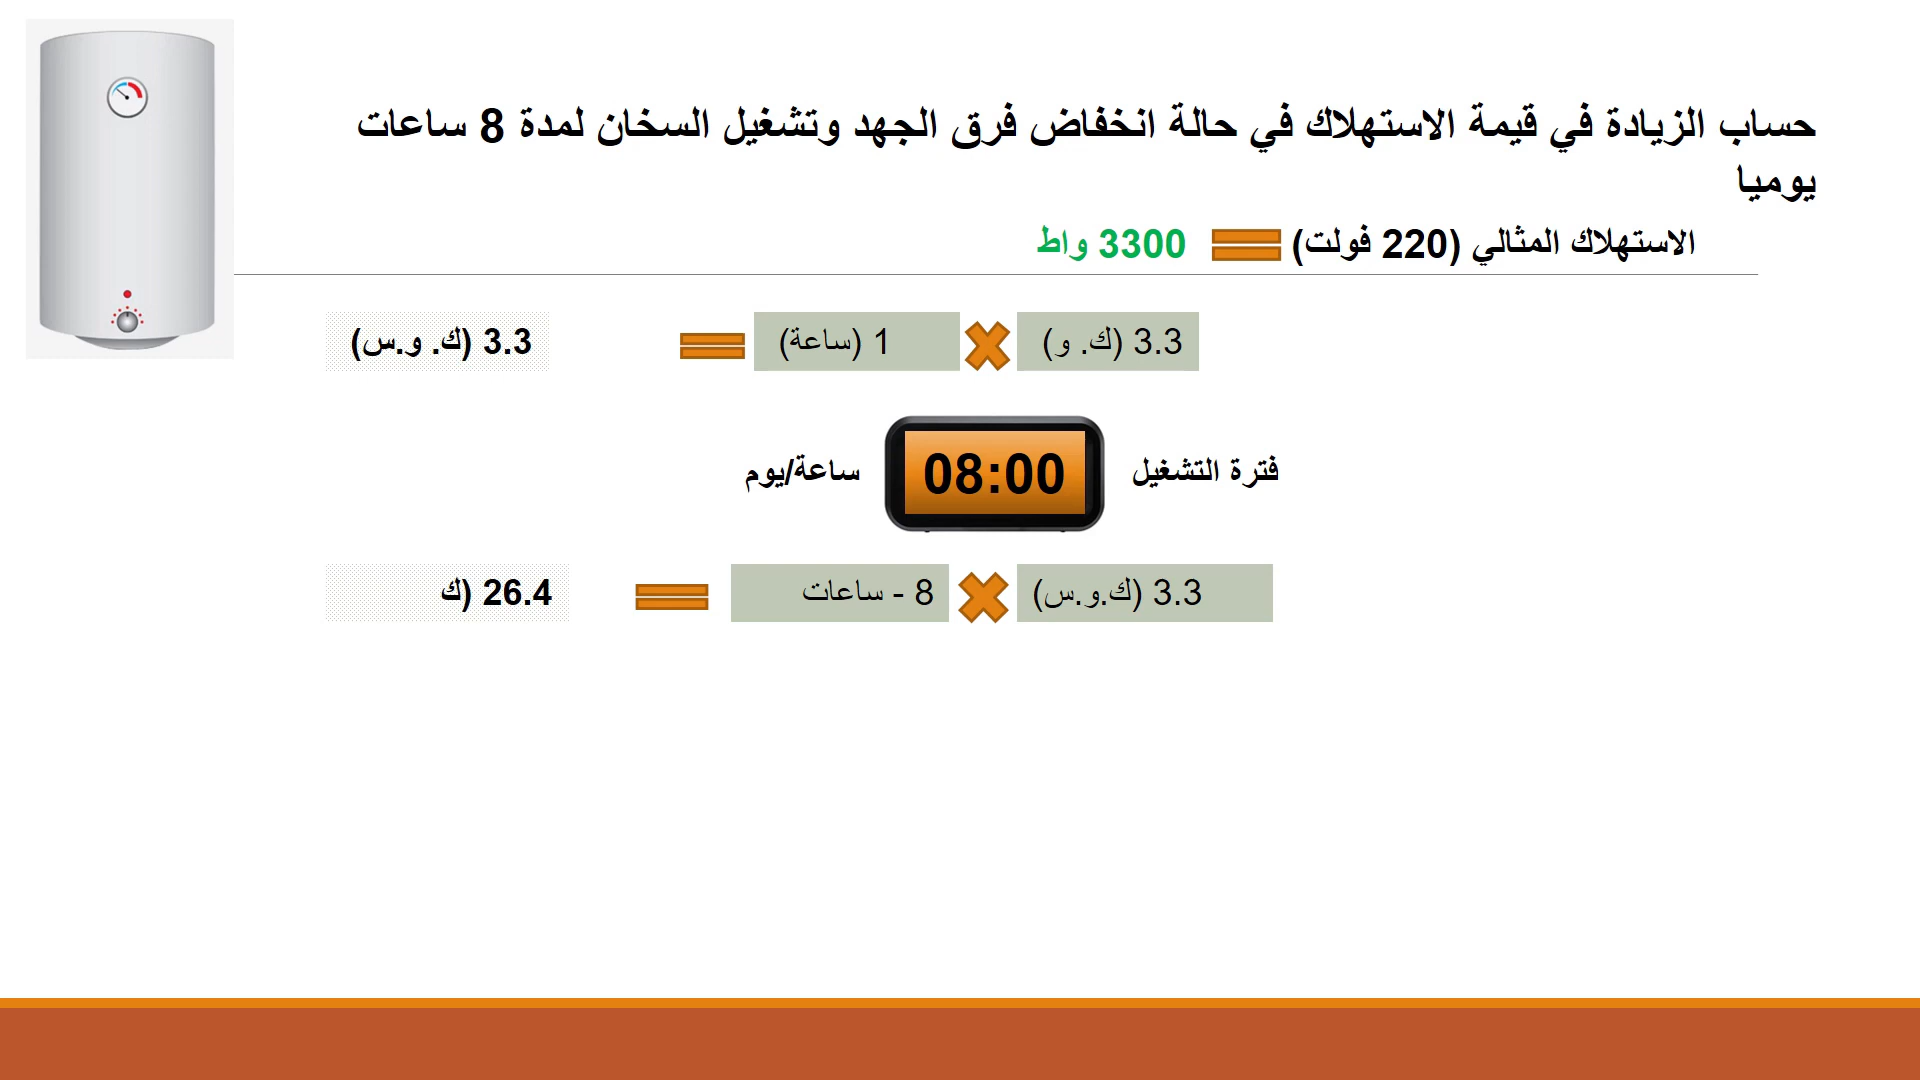 حساب الزيادة في قيمة الاستهلاك في حالة انخفاض فرق الجهد وتشغيل السخان لمدة 8 ساعات
يوميا
الاستهلاك المثالي (220 فولت) = 3300 واط
3.3 (ك. و) × 1 (ساعة) = 3.3 (ك. و.س)
فترة التشغيل 08:00 ساعة/يوم
3.3 (ك.و.س) × 8 - ساعات = 26.4 (ك